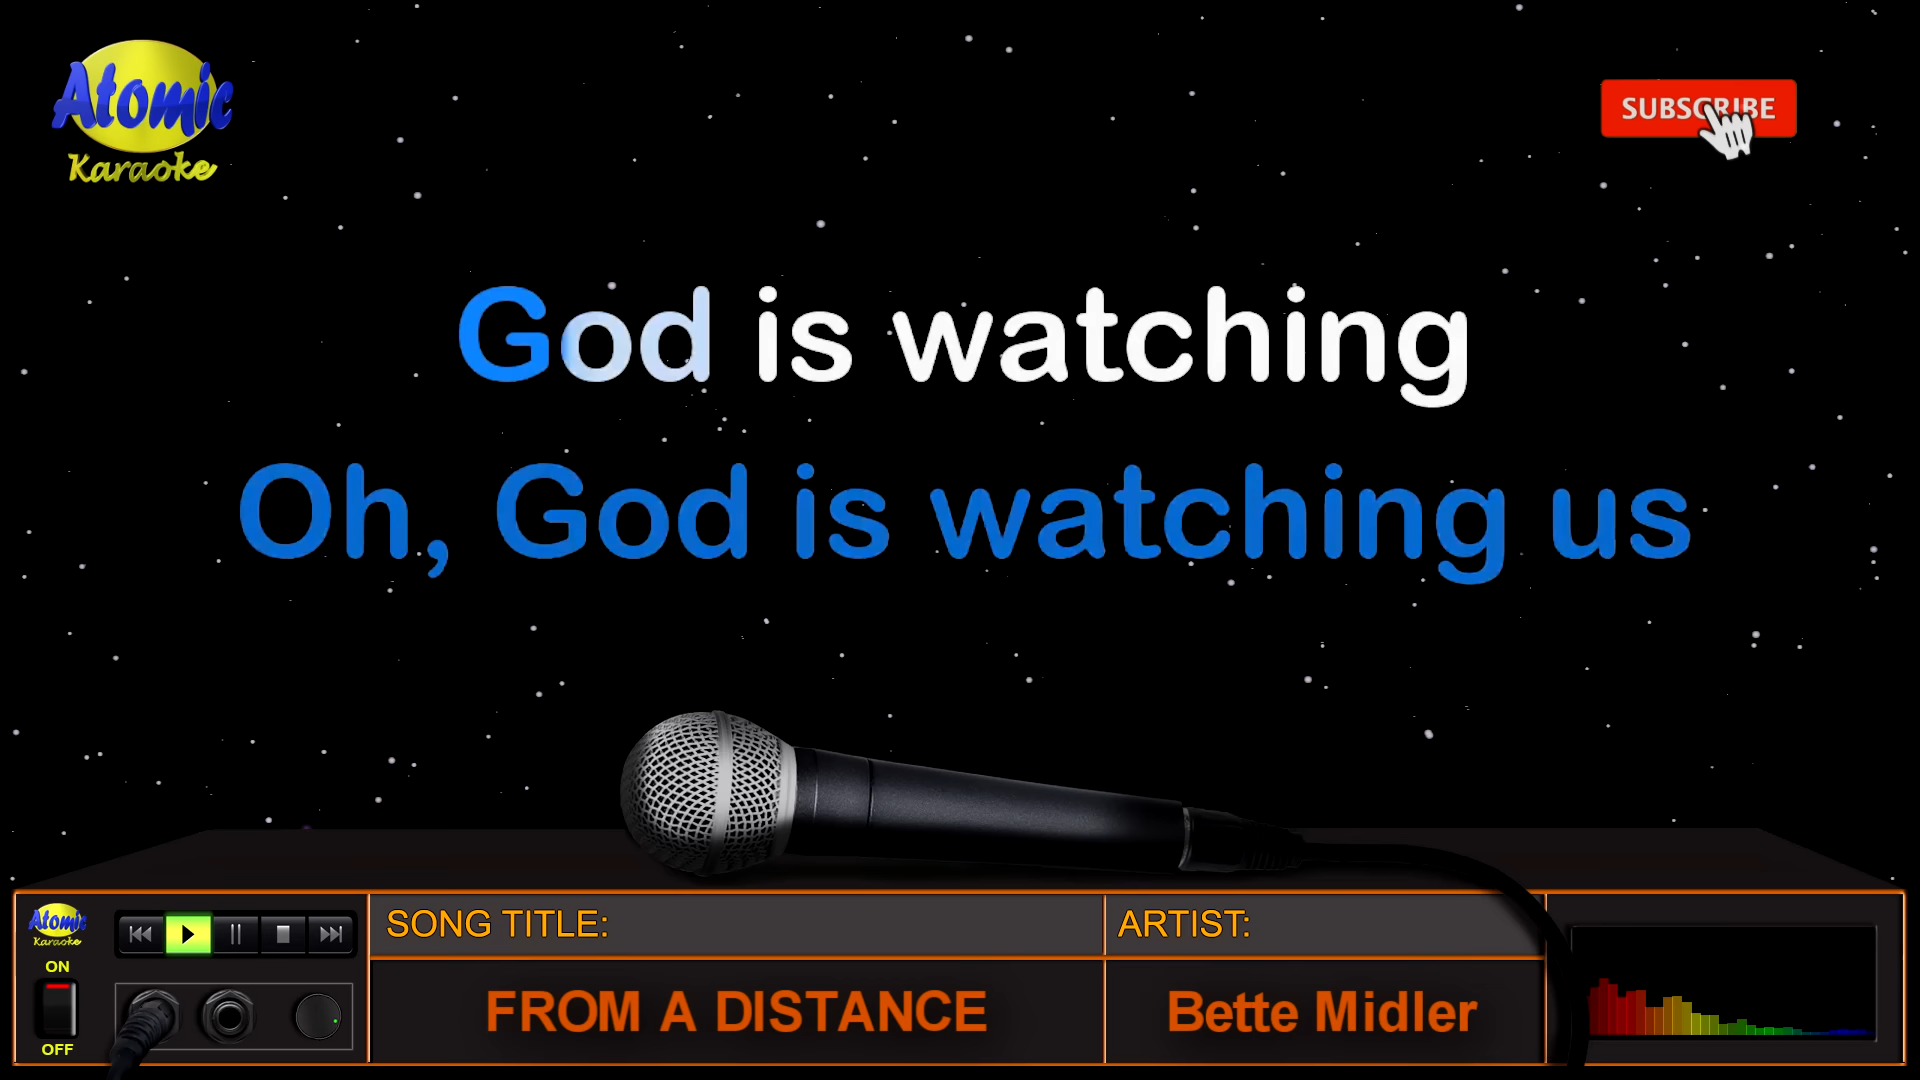 Atomic
Karaoke
SUBSCRIBE
God is watching
Oh, God is watching us
Atomic
Karaoke
ON
OFF
SONG TITLE:
FROM A DISTANCE
ARTIST:
Bette Midler